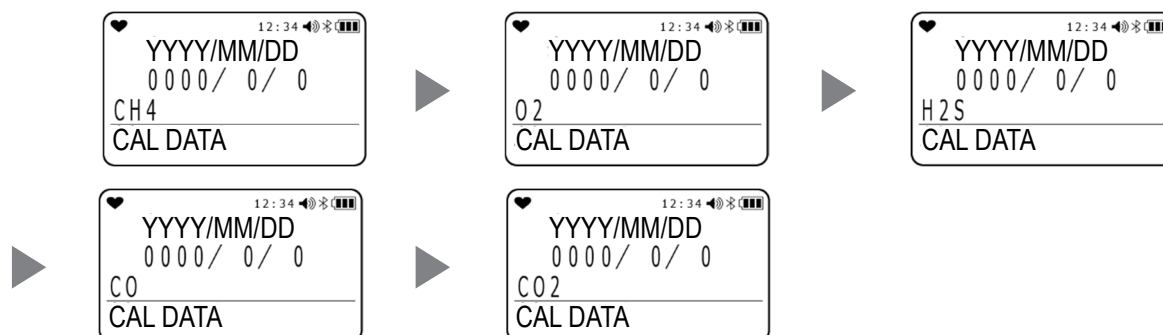 12:34
YYYY/MM/DD
0000/ 0/ 0
CH4
CAL DATA
12:34
YYYY/MM/DD
0000/ 0/ 0
O2
CAL DATA
12:34
YYYY/MM/DD
0000/ 0/ 0
H2S
CAL DATA
12:34
YYYY/MM/DD
0000/ 0/ 0
CO
CAL DATA
12:34
YYYY/MM/DD
0000/ 0/ 0
CO2
CAL DATA